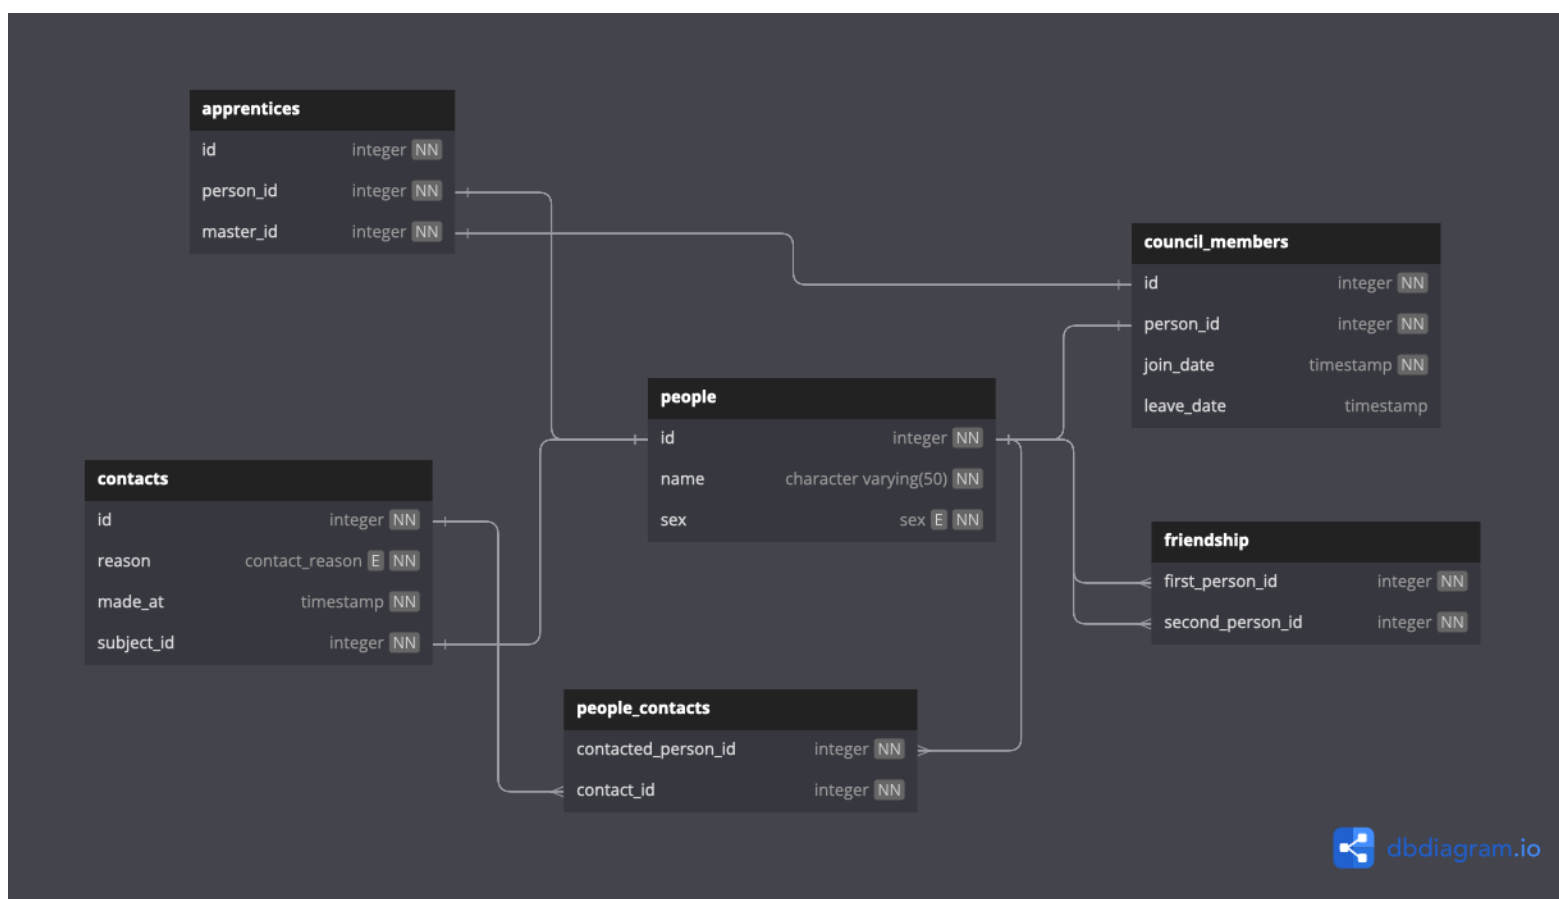 apprentices
id integer NN
person_id integer NN
master_id integer NN
council_members
id integer NN
person_id integer NN
join_date timestamp NN
leave_date timestamp
people
id integer NN
name character varying(50) NN
sex sex E NN
contacts
id integer NN
reason contact_reason E NN
made_at timestamp NN
subject_id integer NN
friendship
first_person_id integer NN
second_person_id integer NN
people_contacts
contacted_person_id integer NN
contact_id integer NN
dbdiagram.io